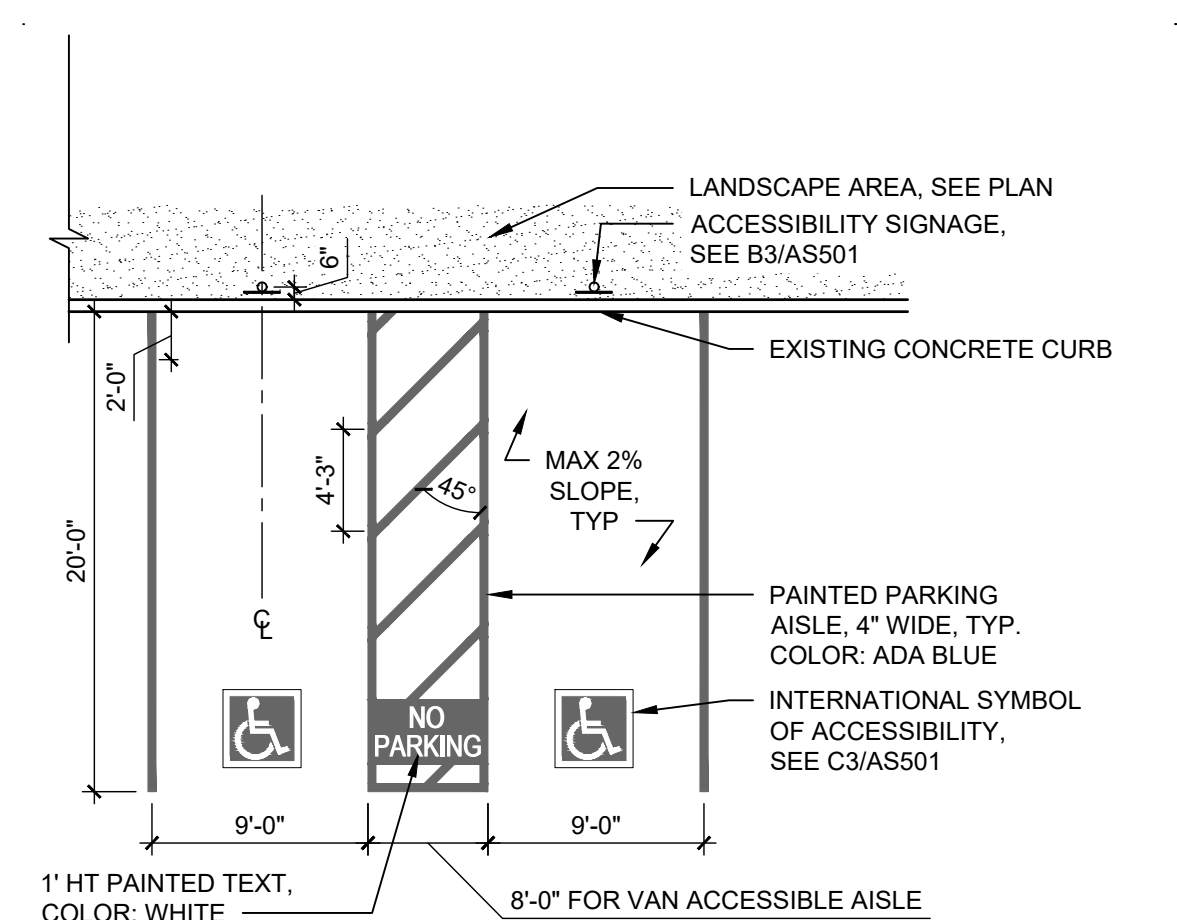 LANDSCAPE AREA, SEE PLAN
ACCESSIBILITY SIGNAGE,
SEE B3/AS501
6"
EXISTING CONCRETE CURB
2'-0"
MAX 2%
SLOPE,
TYP
4'-3"
45°
20'-0"
PAINTED PARKING
AISLE, 4" WIDE, TYP.
COLOR: ADA BLUE
℄
INTERNATIONAL SYMBOL
OF ACCESSIBILITY,
SEE C3/AS501
NO
PARKING
9'-0"
9'-0"
1' HT PAINTED TEXT,
COLOR: WHITE
8'-0" FOR VAN ACCESSIBLE AISLE